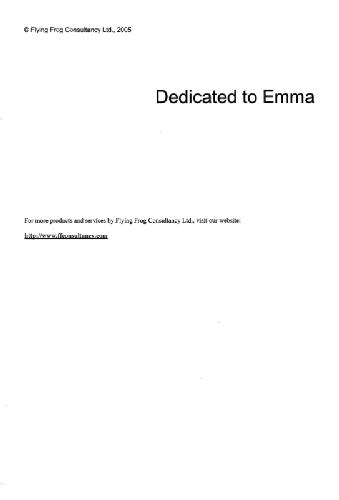 © Flying Frog Consultancy Ltd., 2005
Dedicated to Emma
For more products and services by Flying Frog Consultancy Ltd., visit our website:
http://www.ffconsultancy.com